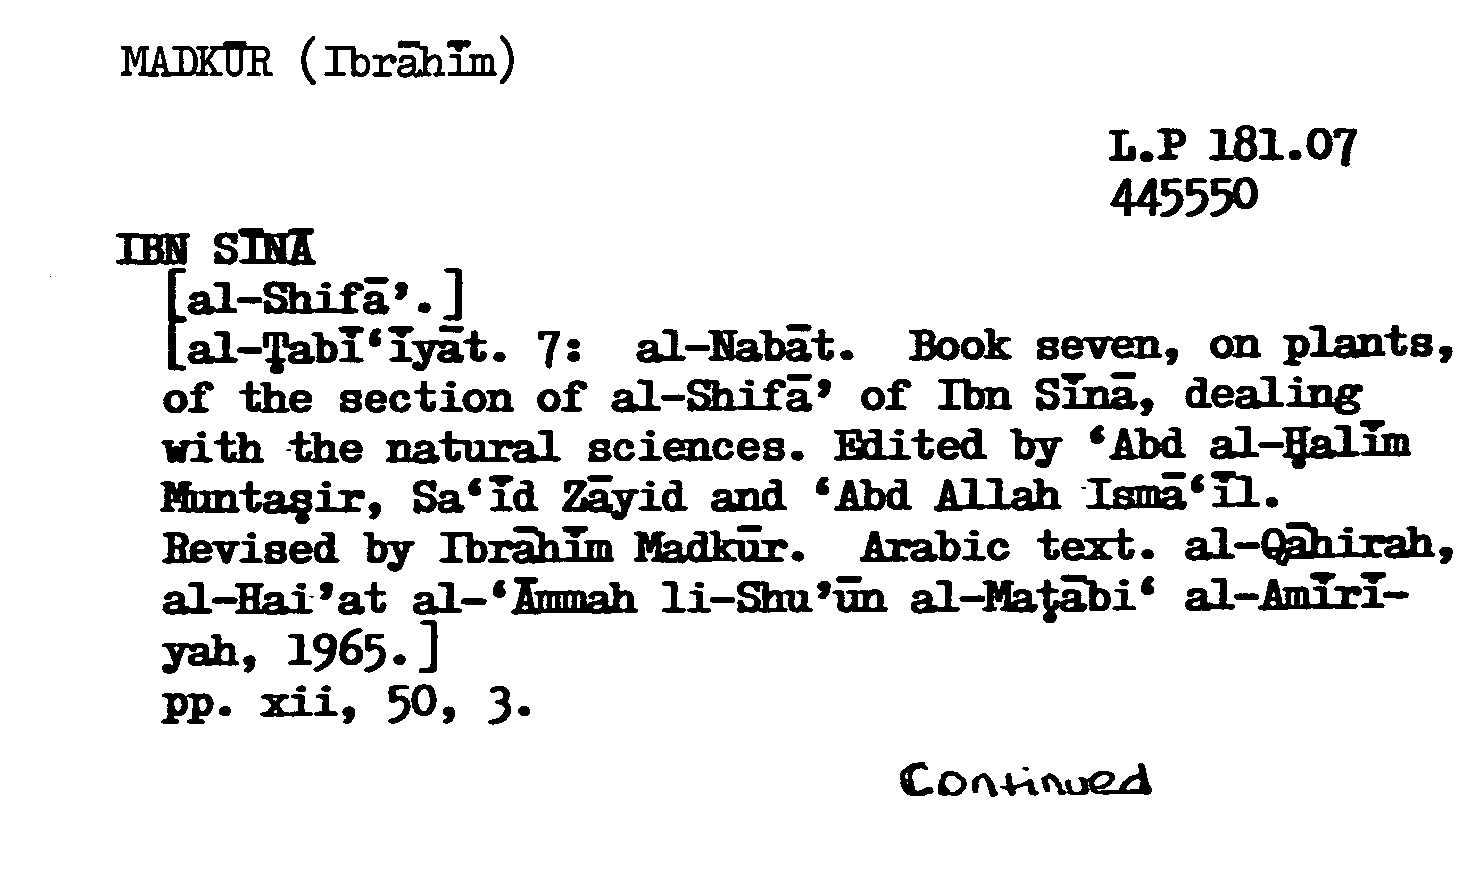 MADKŪR (Ibrāhīm)
L.P 181.07
445550
IBN SĪNĀ
[al-Shifā’.]
[al-Ṭabī‘īyāt. 7: al-Nabāt. Book seven, on plants,
of the section of al-Shifā’ of Ibn Sīnā, dealing
with the natural sciences. Edited by ‘Abd al-Ḥalīm
Muntaṣir, Sa‘īd Zāyid and ‘Abd Allah Ismā‘īl.
Revised by Ibrāhīm Madkūr. Arabic text. al-Qāhirah,
al-Hai’at al-‘Āmmah li-Shu’ūn al-Maṭābi‘ al-Amīrī-
yah, 1965.]
pp. xii, 50, 3.
Continued